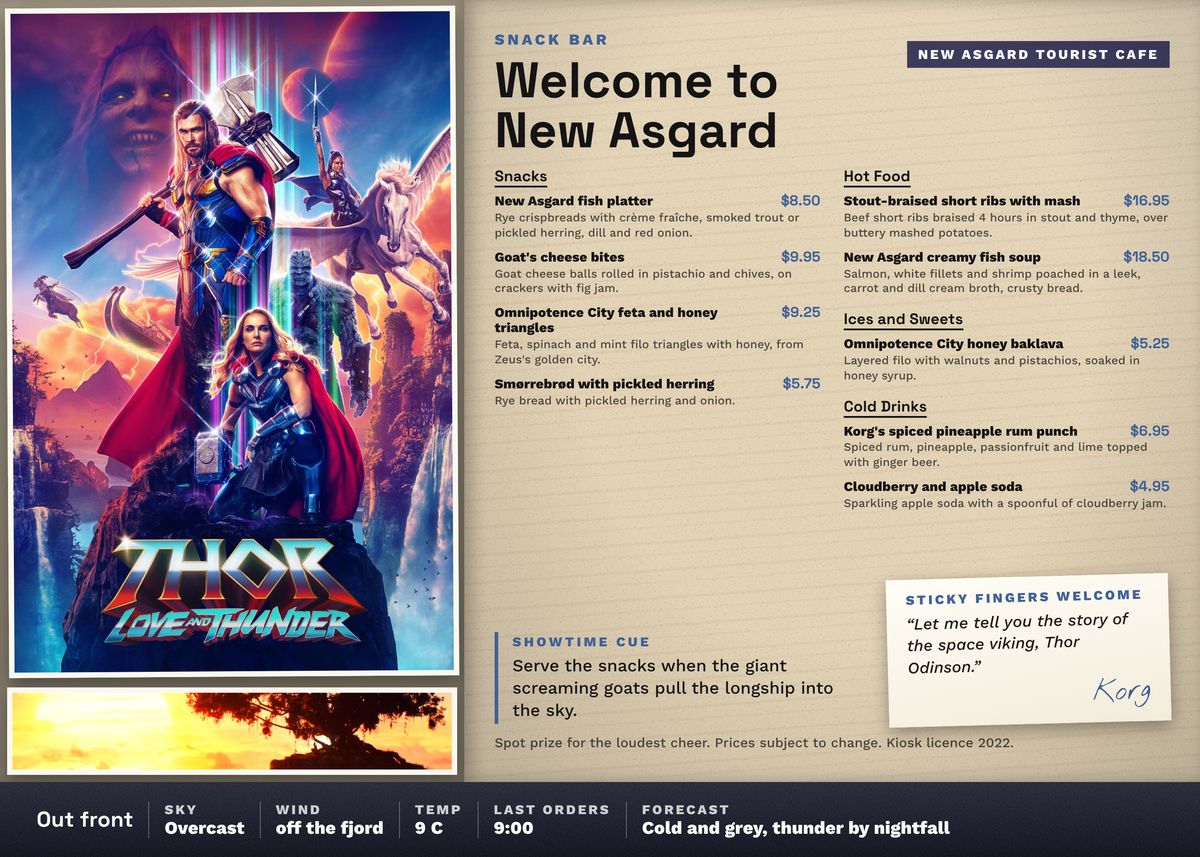 THOR
LOVE AND THUNDER
SNACK BAR
Welcome to
New Asgard
NEW ASGARD TOURIST CAFE
Snacks
New Asgard fish platter $8.50
Rye crispbreads with crème fraîche, smoked trout or
pickled herring, dill and red onion.
Goat's cheese bites $9.95
Goat cheese balls rolled in pistachio and chives, on
crackers with fig jam.
Omnipotence City feta and honey $9.25
triangles
Feta, spinach and mint filo triangles with honey, from
Zeus's golden city.
Smørrebrød with pickled herring $5.75
Rye bread with pickled herring and onion.
Hot Food
Stout-braised short ribs with mash $16.95
Beef short ribs braised 4 hours in stout and thyme, over
buttery mashed potatoes.
New Asgard creamy fish soup $18.50
Salmon, white fillets and shrimp poached in a leek,
carrot and dill cream broth, crusty bread.
Ices and Sweets
Omnipotence City honey baklava $5.25
Layered filo with walnuts and pistachios, soaked in
honey syrup.
Cold Drinks
Korg's spiced pineapple rum punch $6.95
Spiced rum, pineapple, passionfruit and lime topped
with ginger beer.
Cloudberry and apple soda $4.95
Sparkling apple soda with a spoonful of cloudberry jam.
SHOWTIME CUE
Serve the snacks when the giant
screaming goats pull the longship into
the sky.
STICKY FINGERS WELCOME
“Let me tell you the story of
the space viking, Thor
Odinson.”
Korg
Spot prize for the loudest cheer. Prices subject to change. Kiosk licence 2022.
Out front
SKY
Overcast
WIND
off the fjord
TEMP
9 C
LAST ORDERS
9:00
FORECAST
Cold and grey, thunder by nightfall